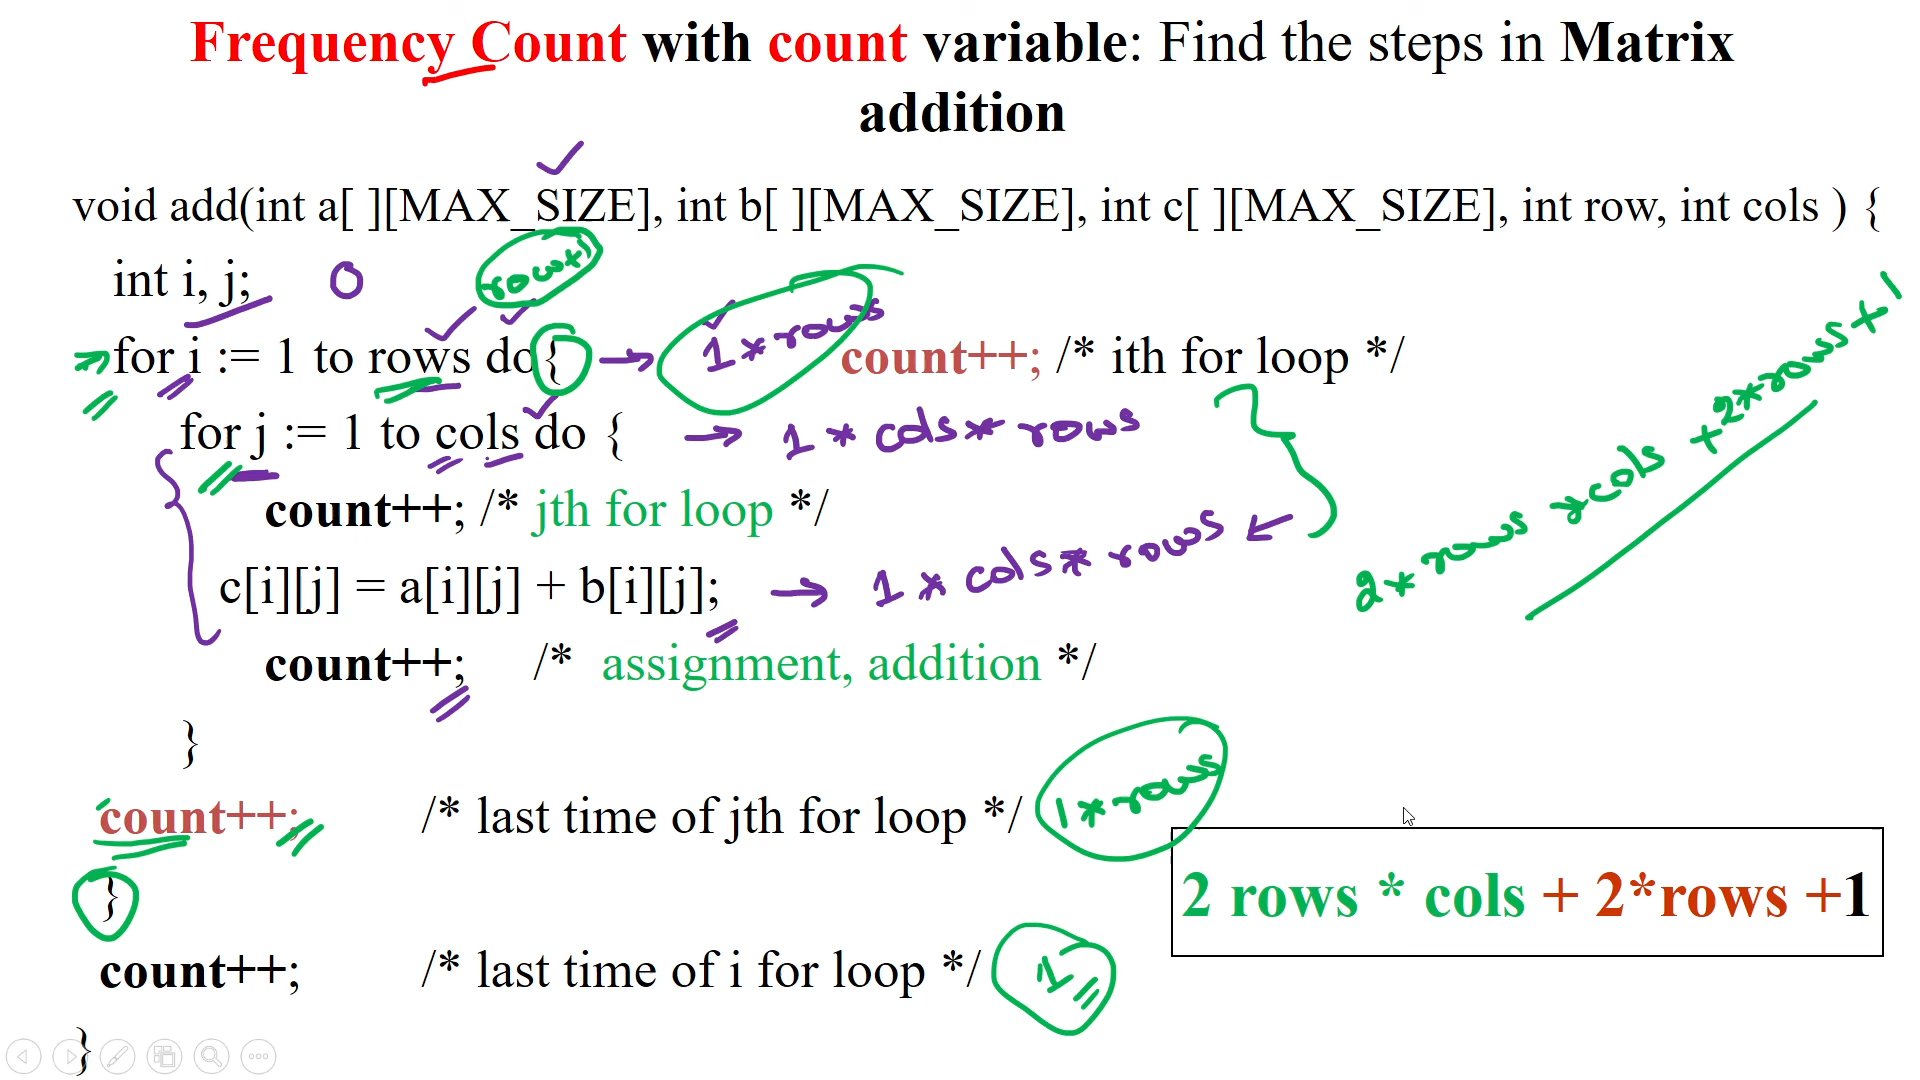 Frequency Count with count variable: Find the steps in Matrix
addition
void add(int a[ ][MAX_SIZE], int b[ ][MAX_SIZE], int c[ ][MAX_SIZE], int row, int cols ) {
int i, j; 0 rows+1
for i := 1 to rows do{ → 1 * rows count++; /* ith for loop */
for j := 1 to cols do { → 1 * cols * rows
count++; /* jth for loop */
c[i][j] = a[i][j] + b[i][j]; → 1 * cols * rows ←
2 * rows * cols + 2 * rows + 1
count++; /* assignment, addition */
}
count++; /* last time of jth for loop */ 1 * rows
}
2 rows * cols + 2*rows +1
count++; /* last time of i for loop */ 1
}